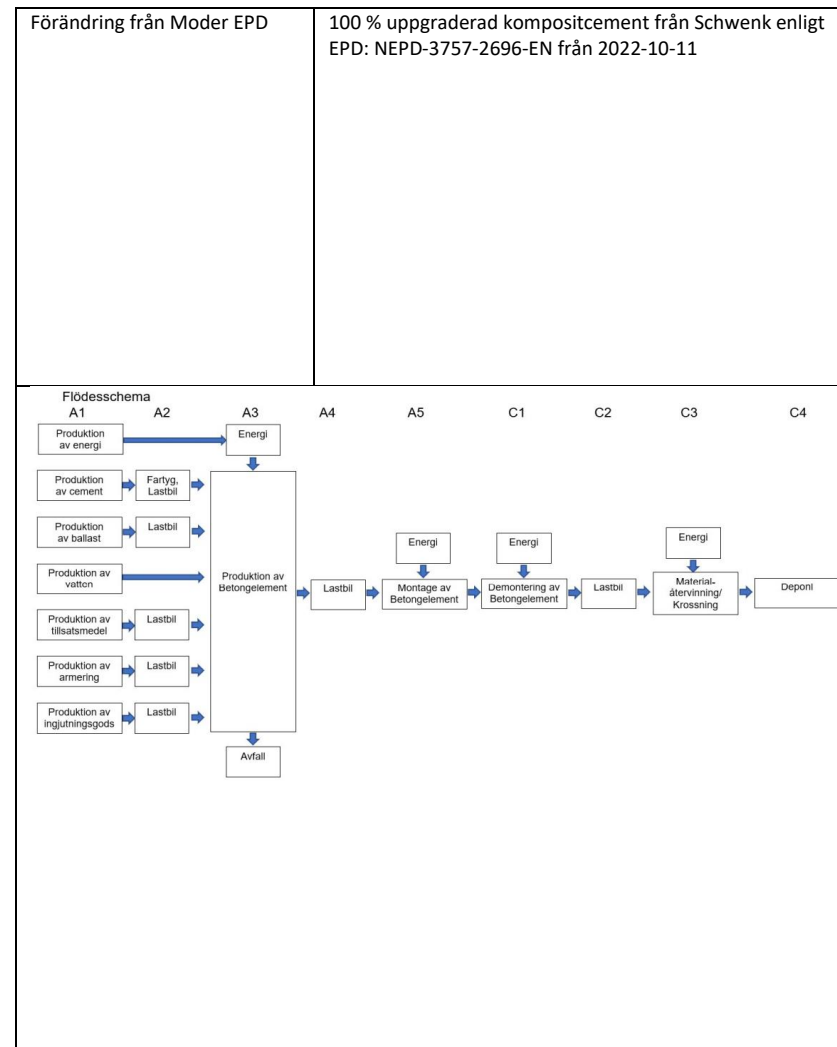 Förändring från Moder EPD
100 % uppgraderad kompositcement från Schwenk enligt
EPD: NEPD-3757-2696-EN från 2022-10-11
Flödesschema
A1 A2 A3 A4 A5 C1 C2 C3 C4
Produktion
av energi
Energi
Produktion
av cement
Fartyg,
Lastbil
Produktion
av ballast
Lastbil
Produktion av
vatten
Produktion av
tillsatsmedel
Lastbil
Produktion av
armering
Lastbil
Produktion av
ingjutningsgods
Lastbil
Produktion av
Betongelement
Avfall
Lastbil
Energi
Montage av
Betongelement
Energi
Demontering av
Betongelement
Lastbil
Energi
Material-
återvinning/
Krossning
Deponi